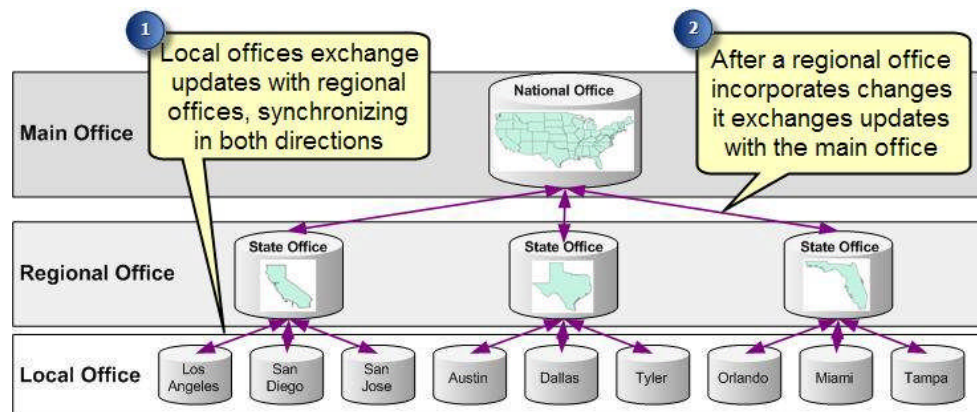 1
Local offices exchange
updates with regional
offices, synchronizing
in both directions
2
After a regional office
incorporates changes
it exchanges updates
with the main office
Main Office
National Office
Regional Office
State Office
State Office
State Office
Local Office
Los
Angeles
San
Diego
San
Jose
Austin
Dallas
Tyler
Orlando
Miami
Tampa